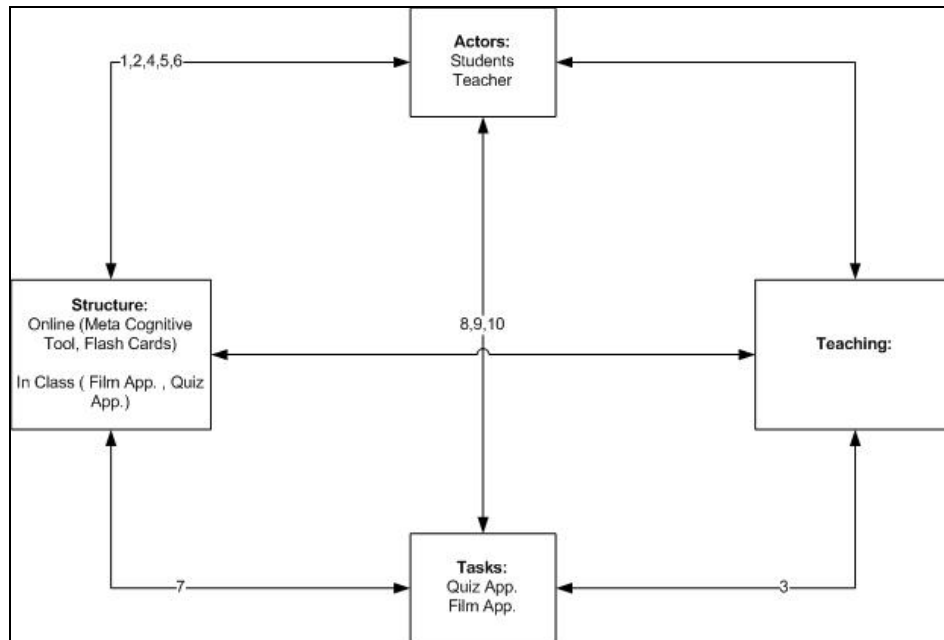 Actors:
Students
Teacher
1,2,4,5,6
Structure:
Online (Meta Cognitive
Tool, Flash Cards)
In Class ( Film App. , Quiz
App.)
8,9,10
Teaching:
Tasks:
Quiz App.
Film App.
7
3